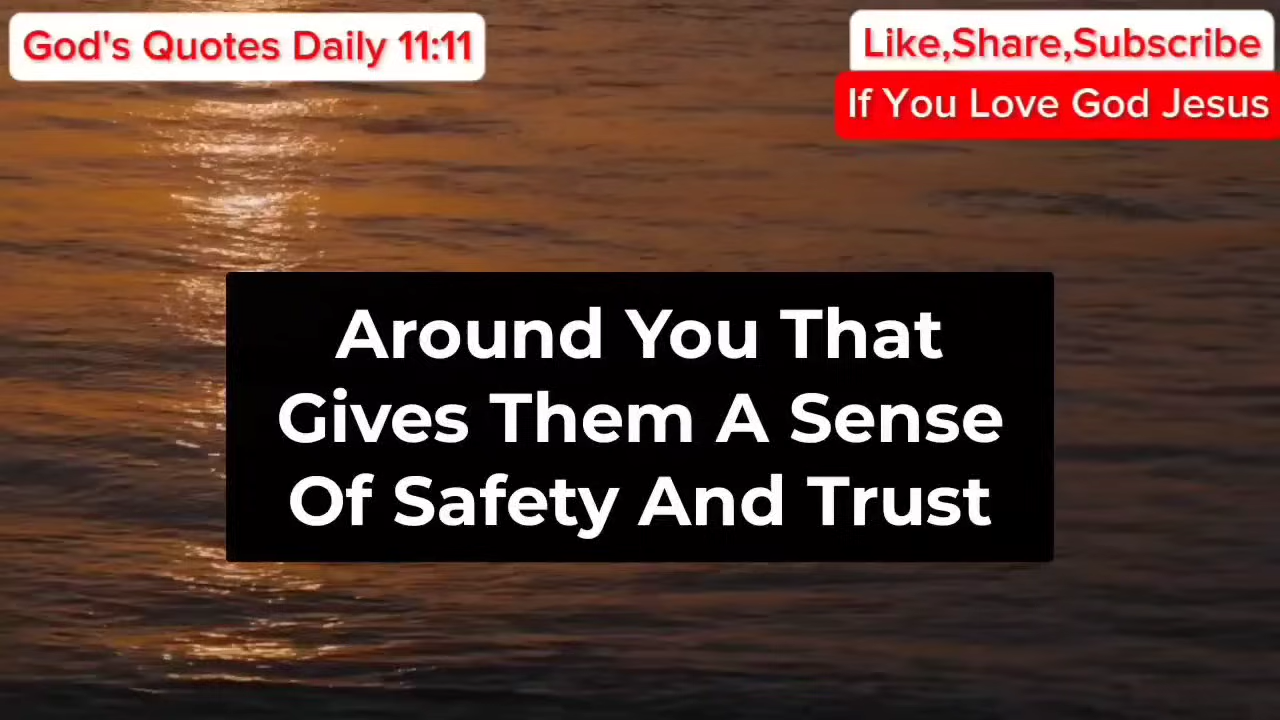 God's Quotes Daily 11:11
Like,Share,Subscribe
If You Love God Jesus
Around You That
Gives Them A Sense
Of Safety And Trust